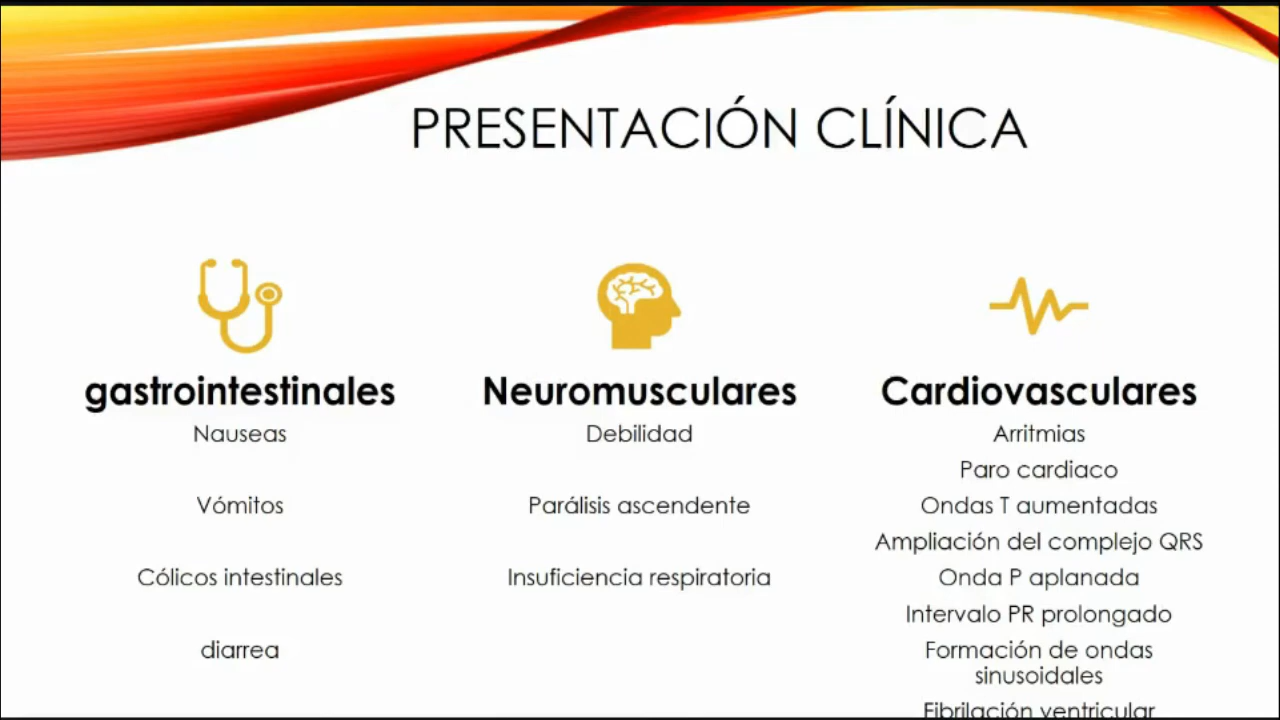 PRESENTACIÓN CLÍNICA
gastrointestinales
Nauseas
Vómitos
Cólicos intestinales
diarrea
Neuromusculares
Debilidad
Parálisis ascendente
Insuficiencia respiratoria
Cardiovasculares
Arritmias
Paro cardiaco
Ondas T aumentadas
Ampliación del complejo QRS
Onda P aplanada
Intervalo PR prolongado
Formación de ondas
sinusoidales
Fibrilación ventricular